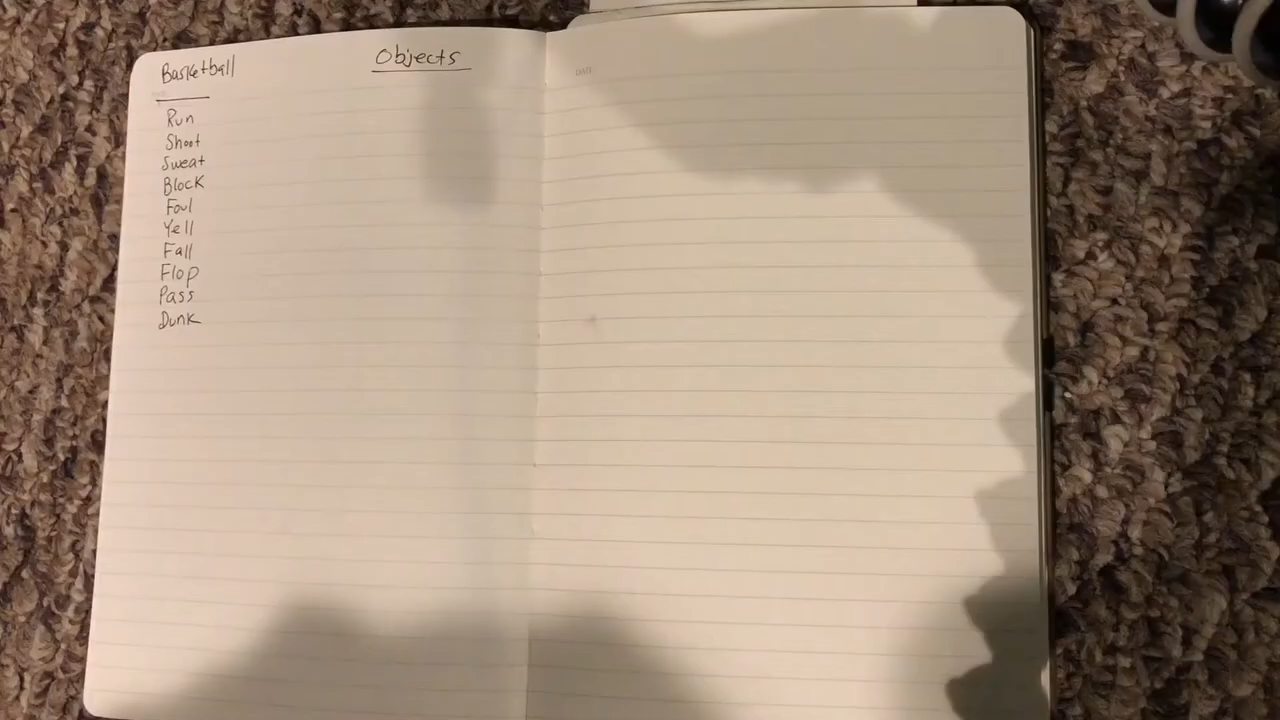 Basketball
Objects
Run
Shoot
Sweat
Block
Foul
Yell
Fall
Flop
Pass
Dunk